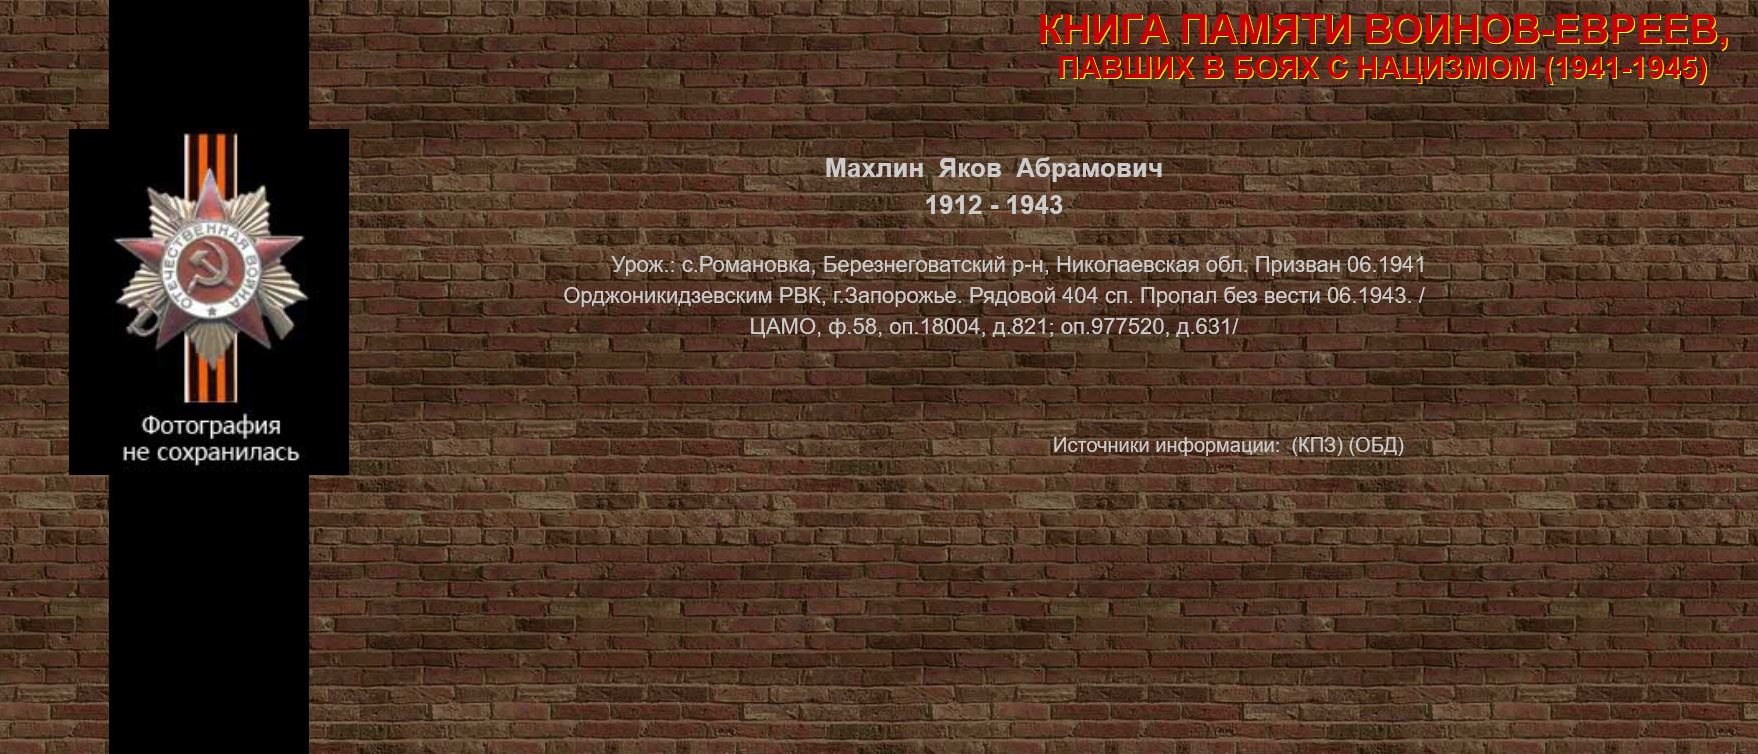 КНИГА ПАМЯТИ ВОИНОВ-ЕВРЕЕВ,
ПАВШИХ В БОЯХ С НАЦИЗМОМ (1941-1945)
ОТЕЧЕСТВЕННАЯ ВОЙНА
Фотография
не сохранилась
Махлин Яков Абрамович
1912 - 1943
Урож.: с.Романовка, Березнеговатский р-н, Николаевская обл. Призван 06.1941
Орджоникидзевским РВК, г.Запорожье. Рядовой 404 сп. Пропал без вести 06.1943. /
ЦАМО, ф.58, оп.18004, д.821; оп.977520, д.631/
Источники информации: (КПЗ) (ОБД)